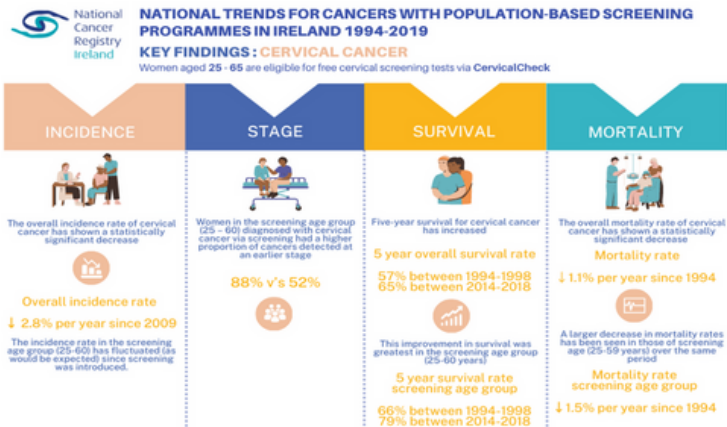 National
Cancer
Registry
Ireland
NATIONAL TRENDS FOR CANCERS WITH POPULATION-BASED SCREENING
PROGRAMMES IN IRELAND 1994-2019
KEY FINDINGS : CERVICAL CANCER
Women aged 25 - 65 are eligible for free cervical screening tests via CervicalCheck
INCIDENCE
The overall incidence rate of cervical
cancer has shown a statistically
significant decrease
Overall incidence rate
↓ 2.8% per year since 2009
The incidence rate in the screening
age group (25-60) has fluctuated (as
would be expected) since screening
was introduced.
STAGE
Women in the screening age group
(25 – 60) diagnosed with cervical
cancer via screening had a higher
proportion of cancers detected at
an earlier stage
88% v's 52%
SURVIVAL
Five-year survival for cervical cancer
has increased
5 year overall survival rate
57% between 1994-1998
65% between 2014-2018
This improvement in survival was
greatest in the screening age group
(25-60 years)
5 year survival rate
screening age group
66% between 1994-1998
79% between 2014-2018
MORTALITY
The overall mortality rate of cervical
cancer has shown a statistically
significant decrease
Mortality rate
↓ 1.1% per year since 1994
A larger decrease in mortality rates
has been seen in those of screening
age (25-59 years) over the same
period
Mortality rate
screening age group
↓ 1.5% per year since 1994